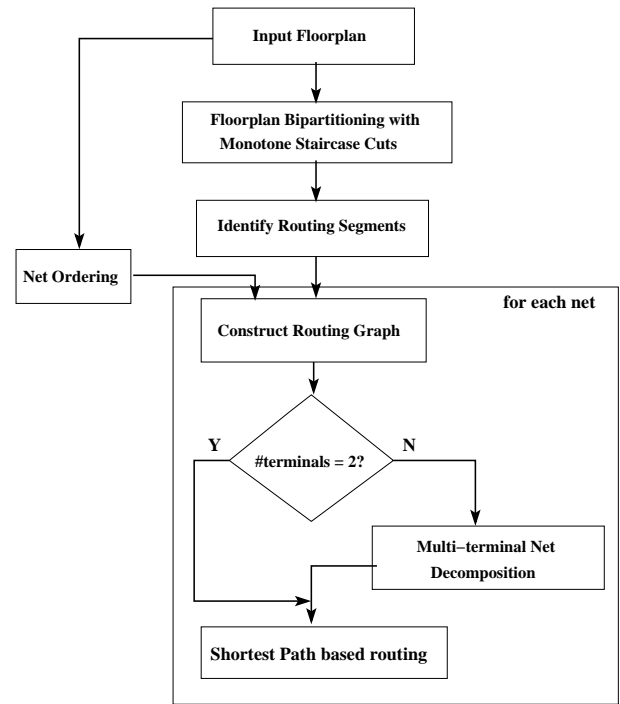 Input Floorplan
Floorplan Bipartitioning with
Monotone Staircase Cuts
Identify Routing Segments
Net Ordering
for each net
Construct Routing Graph
Y
N
#terminals = 2?
Multi−terminal Net
Decomposition
Shortest Path based routing